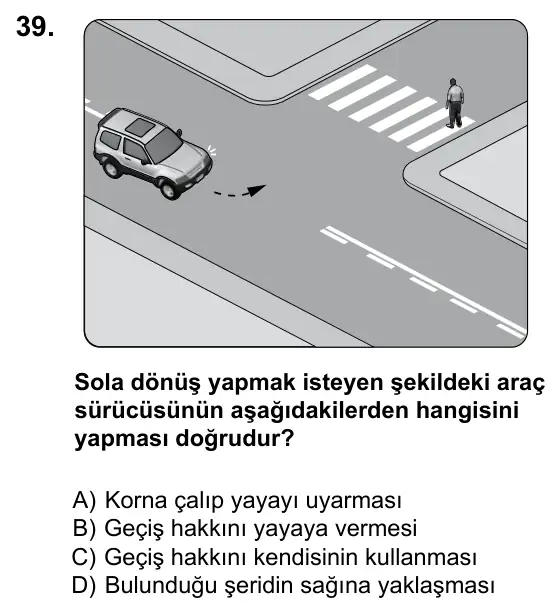 39.
Sola dönüş yapmak isteyen şekildeki araç
sürücüsünün aşağıdakilerden hangisini
yapması doğrudur?
A) Korna çalıp yayayı uyarması
B) Geçiş hakkını yayaya vermesi
C) Geçiş hakkını kendisinin kullanması
D) Bulunduğu şeridin sağına yaklaşması